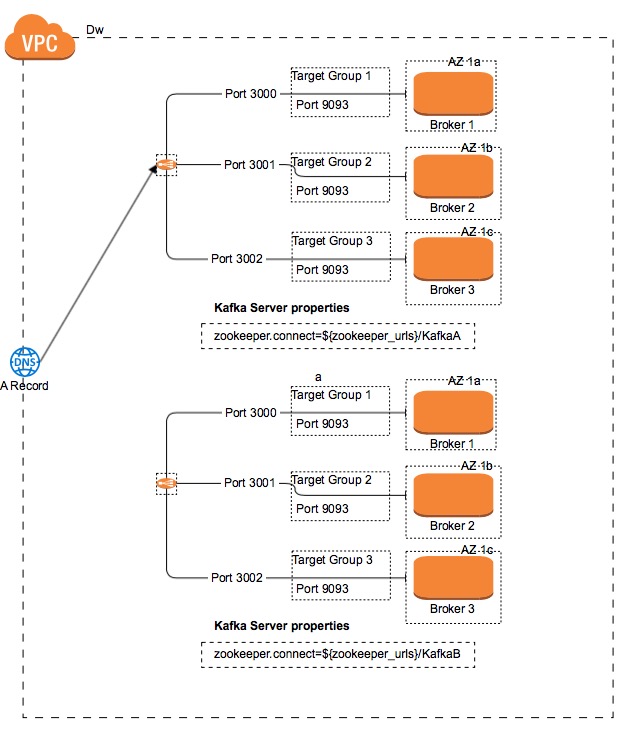 VPC
Dw
Target Group 1
AZ 1a
Port 3000
Port 9093
Broker 1
Target Group 2
AZ 1b
Port 3001
Port 9093
Broker 2
Target Group 3
AZ 1c
Port 3002
Port 9093
Broker 3
Kafka Server properties
zookeeper.connect=${zookeeper_urls}/KafkaA
DNS
A Record
a
Target Group 1
AZ 1a
Port 3000
Port 9093
Broker 1
Target Group 2
AZ 1b
Port 3001
Port 9093
Broker 2
Target Group 3
AZ 1c
Port 3002
Port 9093
Broker 3
Kafka Server properties
zookeeper.connect=${zookeeper_urls}/KafkaB